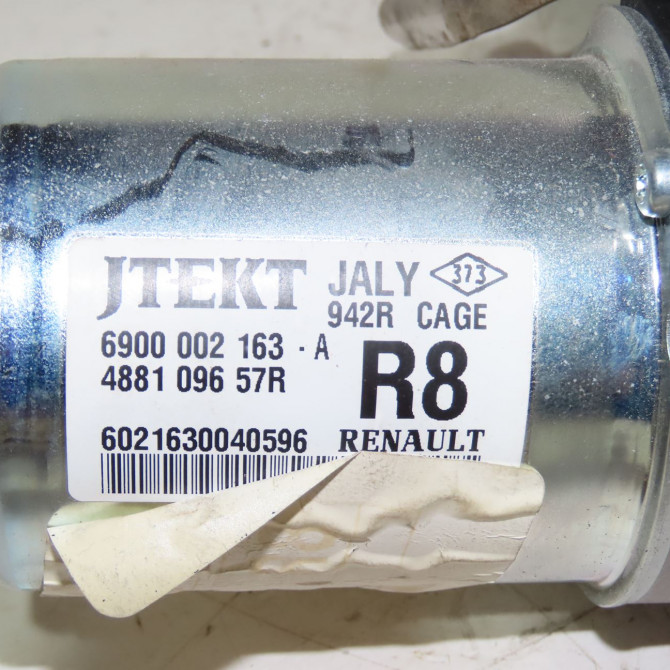 JTEKT JALY 373
942R CAGE
6900 002 163 - A
4881 096 57R
R8
6021630040596 RENAULT